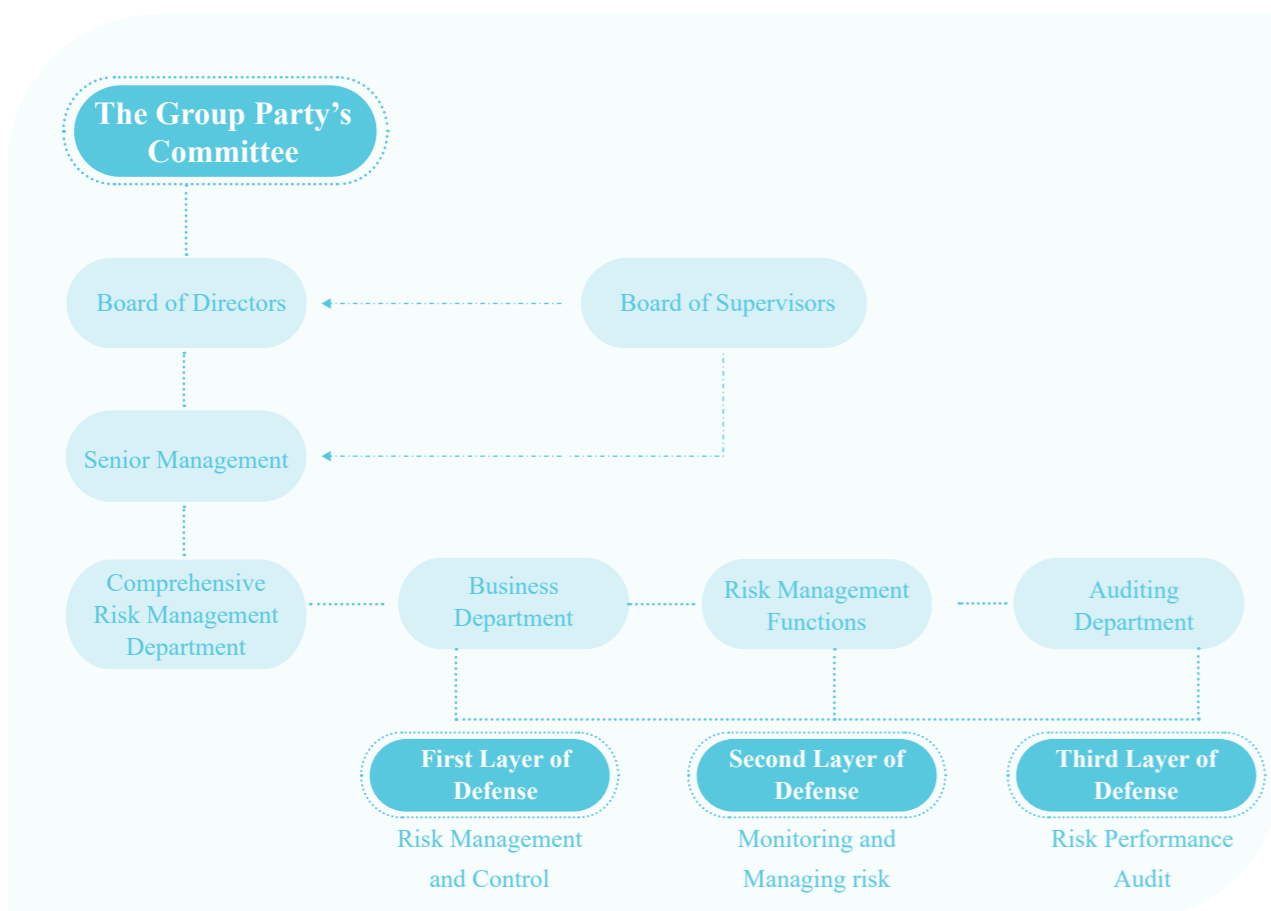 The Group Party's
Committee
Board of Directors
Board of Supervisors
Senior Management
Comprehensive
Risk Management
Department
Business
Department
Risk Management
Functions
Auditing
Department
First Layer of
Defense
Second Layer of
Defense
Third Layer of
Defense
Risk Management
and Control
Monitoring and
Managing risk
Risk Performance
Audit